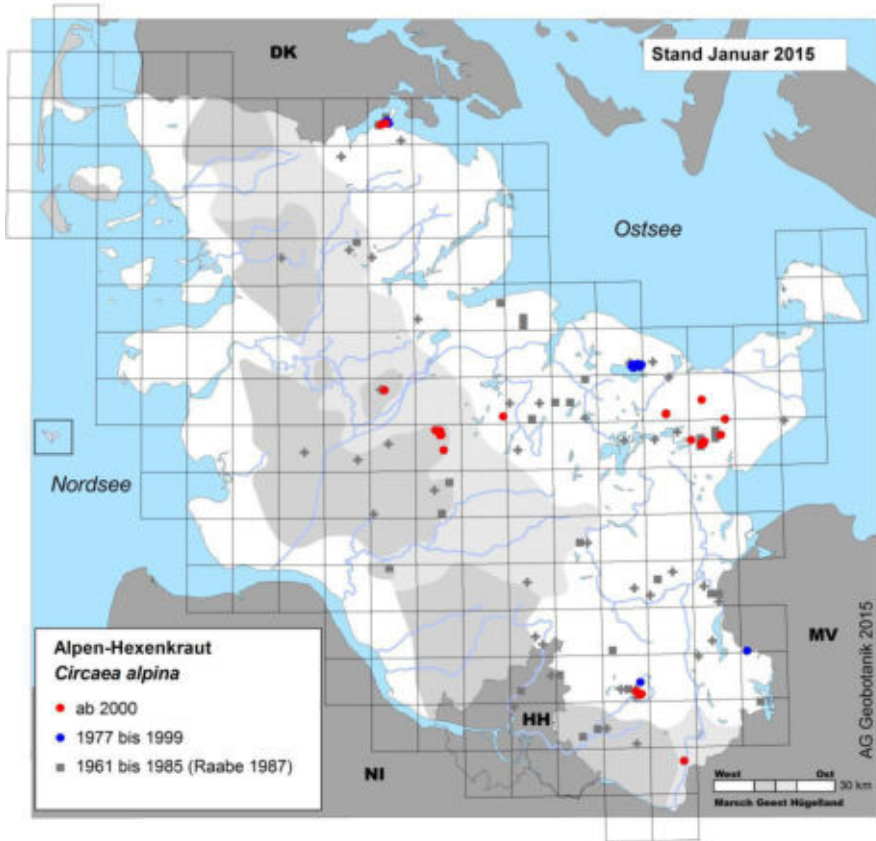 DK
Stand Januar 2015
Ostsee
Nordsee
MV
AG Geobotanik 2015
Alpen-Hexenkraut
Circaea alpina
ab 2000
1977 bis 1999
1961 bis 1985 (Raabe 1987)
HH
NI
West Ost
30 km
Marsch Geest Hügelland